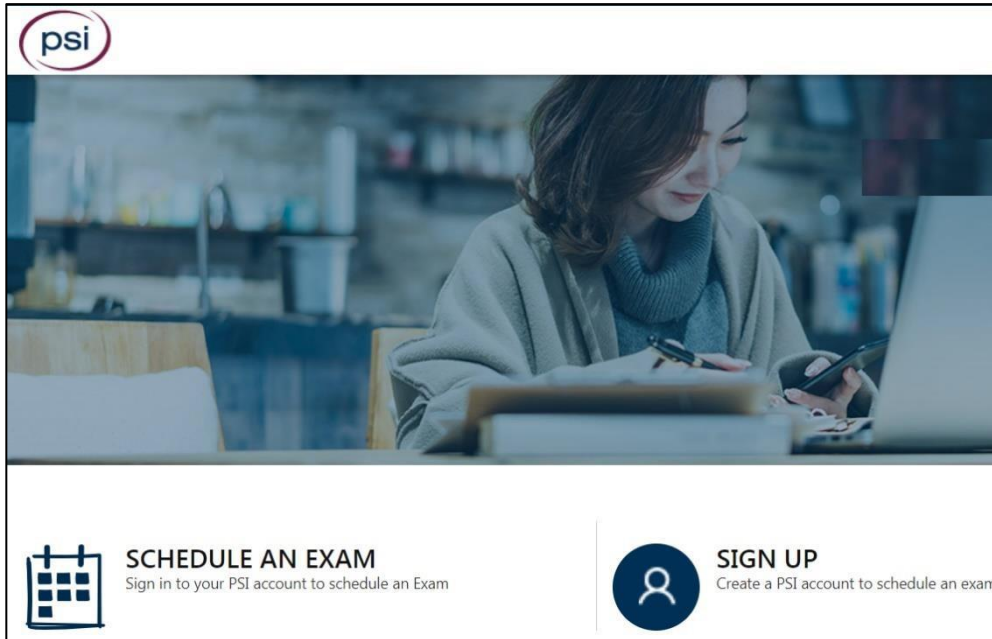 psi
SCHEDULE AN EXAM
Sign in to your PSI account to schedule an Exam
SIGN UP
Create a PSI account to schedule an exam